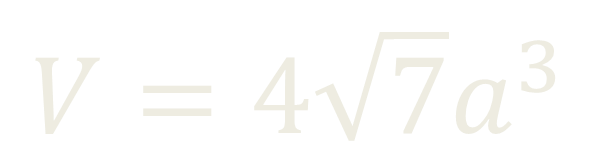 V = 4√7a³